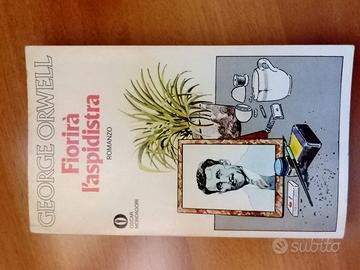 GEORGE ORWELL
Fiorirà
l'aspidistra
ROMANZO
OSCAR
MONDADORI
subito